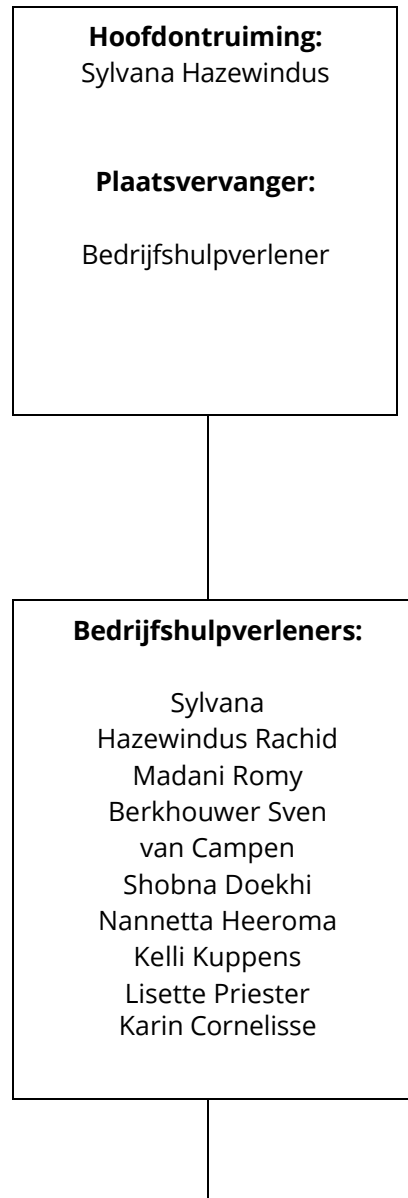 Hoofdontruiming:
Sylvana Hazewindus
Plaatsvervanger:
Bedrijfshulpverlener
Bedrijfshulpverleners:
Sylvana
Hazewindus Rachid
Madani Romy
Berkhouwer Sven
van Campen
Shobna Doekhi
Nannetta Heeroma
Kelli Kuppens
Lisette Priester
Karin Cornelisse